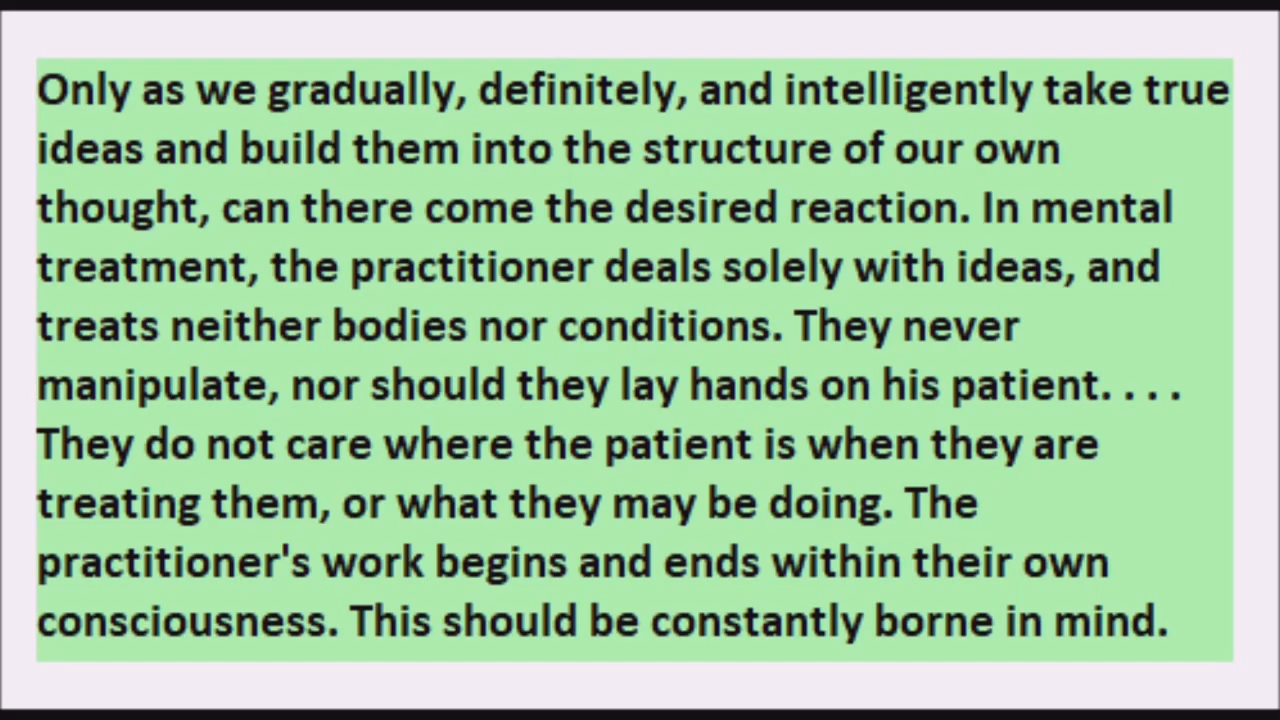 Only as we gradually, definitely, and intelligently take true
ideas and build them into the structure of our own
thought, can there come the desired reaction. In mental
treatment, the practitioner deals solely with ideas, and
treats neither bodies nor conditions. They never
manipulate, nor should they lay hands on his patient. . . .
They do not care where the patient is when they are
treating them, or what they may be doing. The
practitioner's work begins and ends within their own
consciousness. This should be constantly borne in mind.